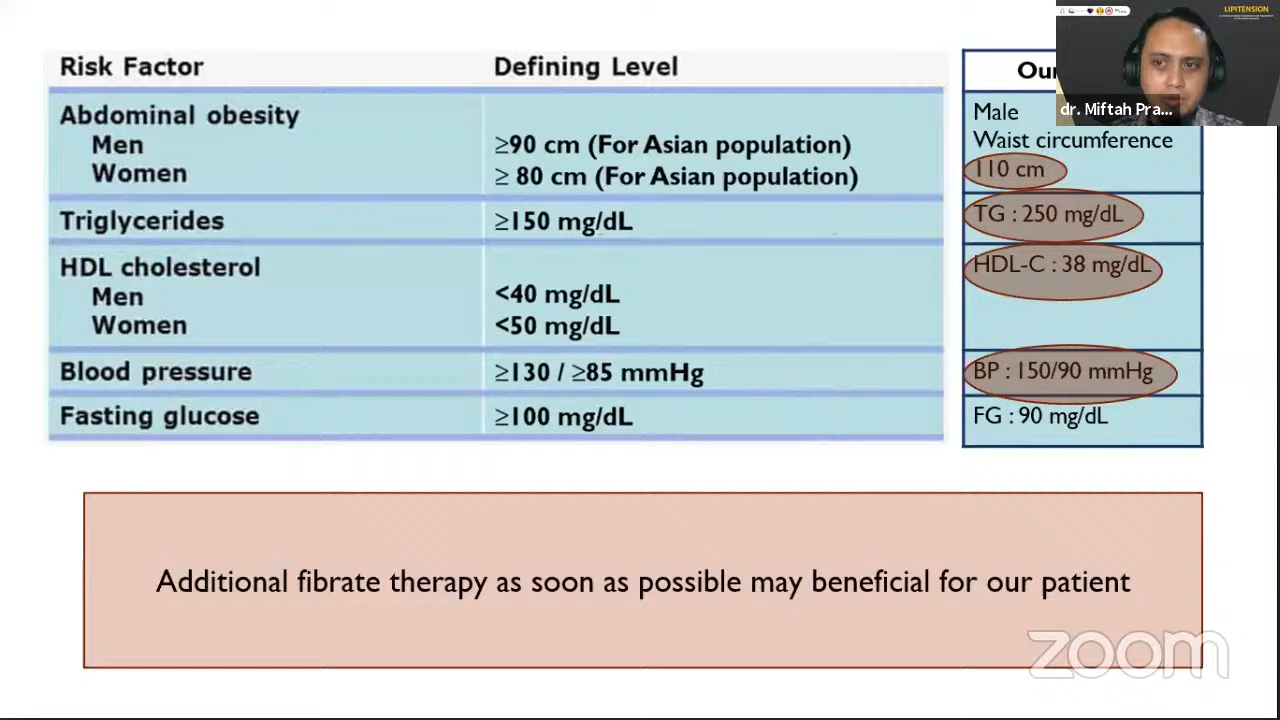 LIPITENSION
Risk Factor Defining Level
Abdominal obesity
Men ≥90 cm (For Asian population)
Women ≥ 80 cm (For Asian population)
Triglycerides ≥150 mg/dL
HDL cholesterol
Men <40 mg/dL
Women <50 mg/dL
Blood pressure ≥130 / ≥85 mmHg
Fasting glucose ≥100 mg/dL
Our
dr. Miftah Pra...
Male
Waist circumference
110 cm
TG : 250 mg/dL
HDL-C : 38 mg/dL
BP : 150/90 mmHg
FG : 90 mg/dL
Additional fibrate therapy as soon as possible may beneficial for our patient
zoom